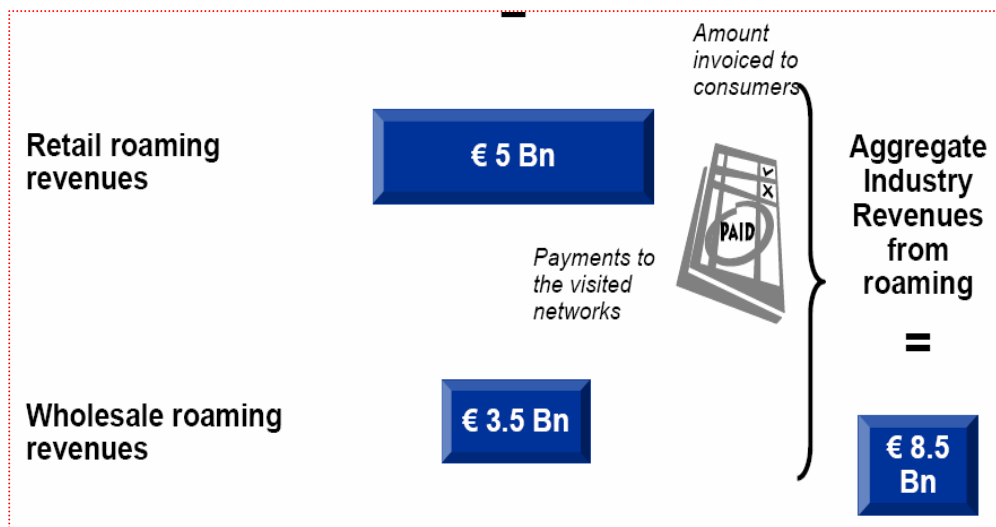 Amount
invoiced to
consumers
Retail roaming
revenues
€ 5 Bn
Aggregate
Industry
Revenues
from
roaming
PAID
Payments to
the visited
networks
=
Wholesale roaming
revenues
€ 3.5 Bn
€ 8.5
Bn